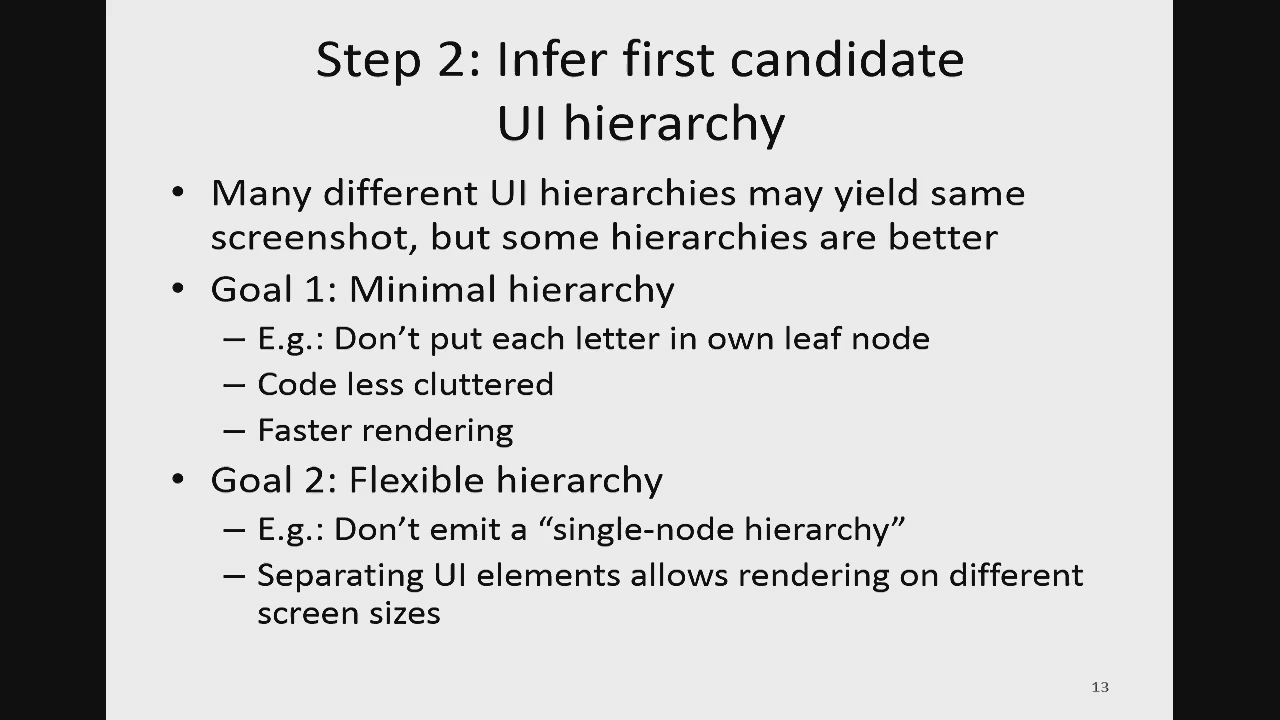 Step 2: Infer first candidate
UI hierarchy
• Many different UI hierarchies may yield same
screenshot, but some hierarchies are better
• Goal 1: Minimal hierarchy
– E.g.: Don’t put each letter in own leaf node
– Code less cluttered
– Faster rendering
• Goal 2: Flexible hierarchy
– E.g.: Don’t emit a “single-node hierarchy”
– Separating UI elements allows rendering on different
screen sizes
13